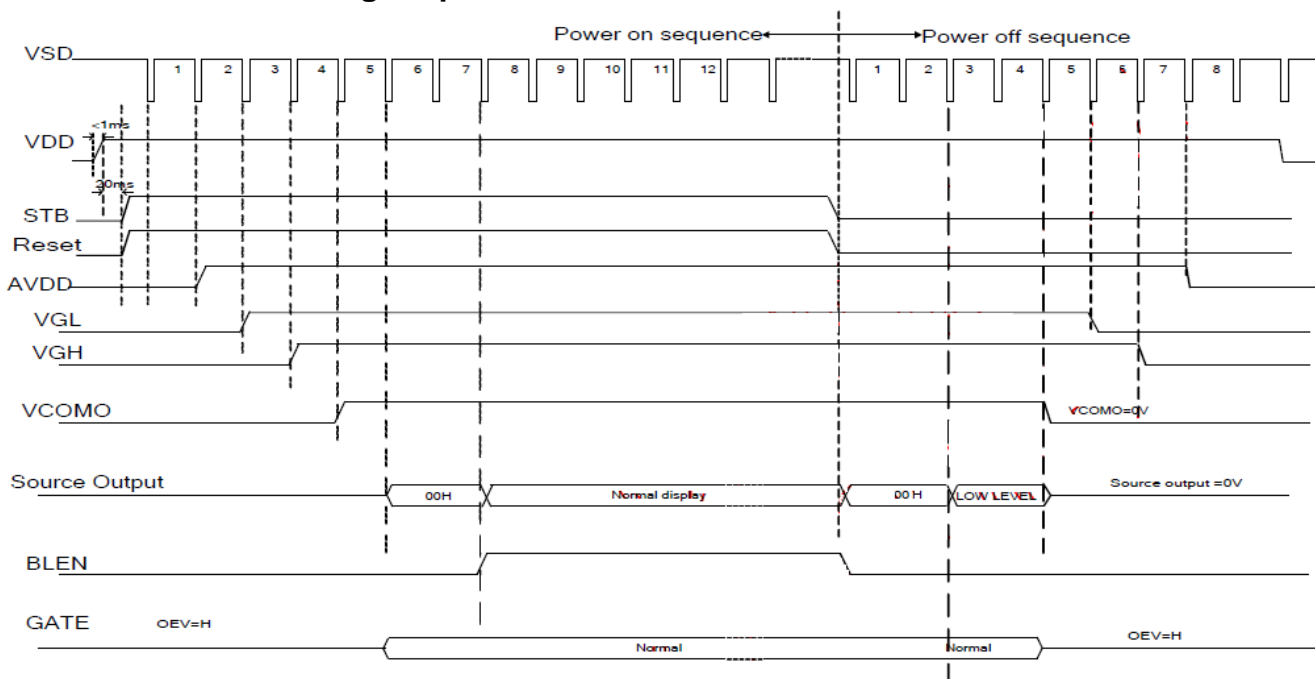 Power on sequence Power off sequence
VSD
1 2 3 4 5 6 7 8 9 10 11 12 1 2 3 4 5 6 7 8
<1ms
VDD
20ms
STB
Reset
AVDD
VGL
VGH
VCOMO VCOMO=0V
Source Output 00H Normal display 00H LOW LEVEL Source output =0V
BLEN
GATE OEV=H Normal Normal OEV=H